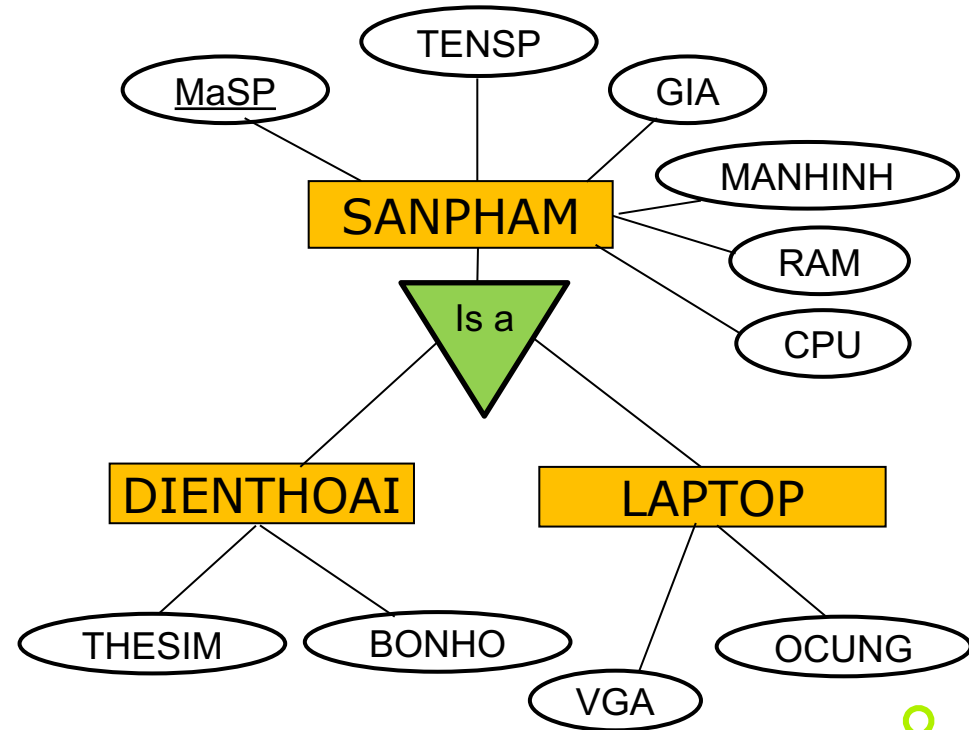 TENSP
MaSP
GIA
MANHINH
SANPHAM
RAM
Is a
CPU
DIENTHOAI
LAPTOP
THESIM
BONHO
OCUNG
VGA